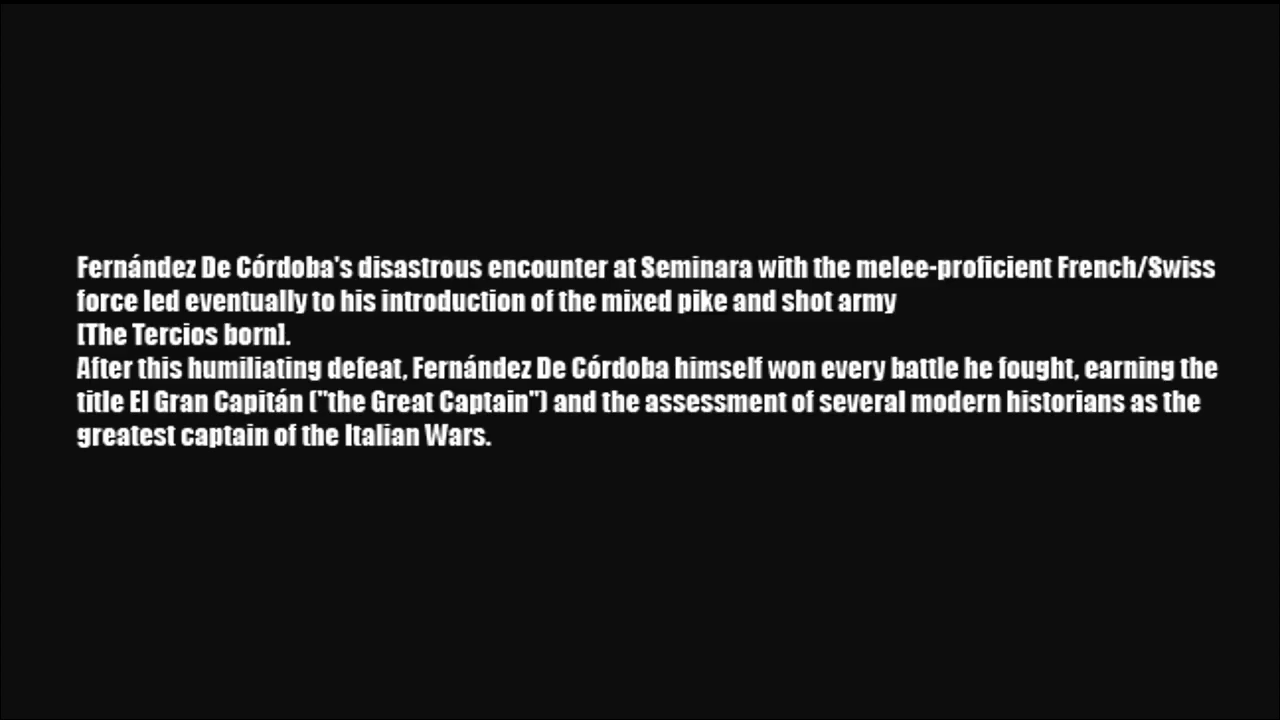 Fernández De Córdoba's disastrous encounter at Seminara with the melee-proficient French/Swiss
force led eventually to his introduction of the mixed pike and shot army
[The Tercios born].
After this humiliating defeat, Fernández De Córdoba himself won every battle he fought, earning the
title El Gran Capitán ("the Great Captain") and the assessment of several modern historians as the
greatest captain of the Italian Wars.